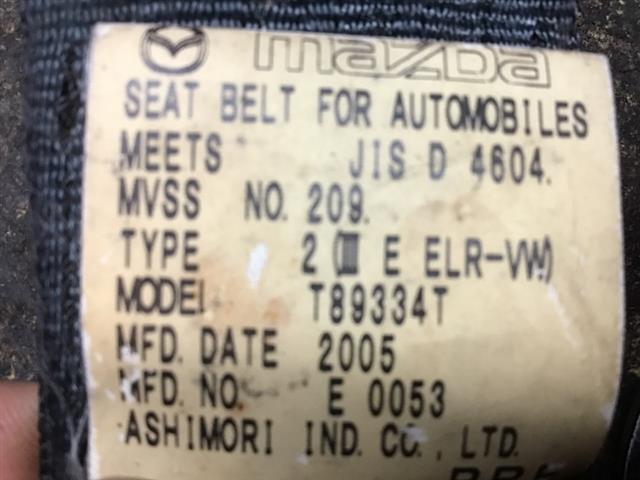 mazda
SEAT BELT FOR AUTOMOBILES
MEETS JIS D 4604.
MVSS NO. 209.
TYPE 2 (Ⅲ E ELR-VW)
MODEL T89334T
MFD. DATE 2005
MFD. NO. E 0053
ASHIMORI IND. CO., LTD.